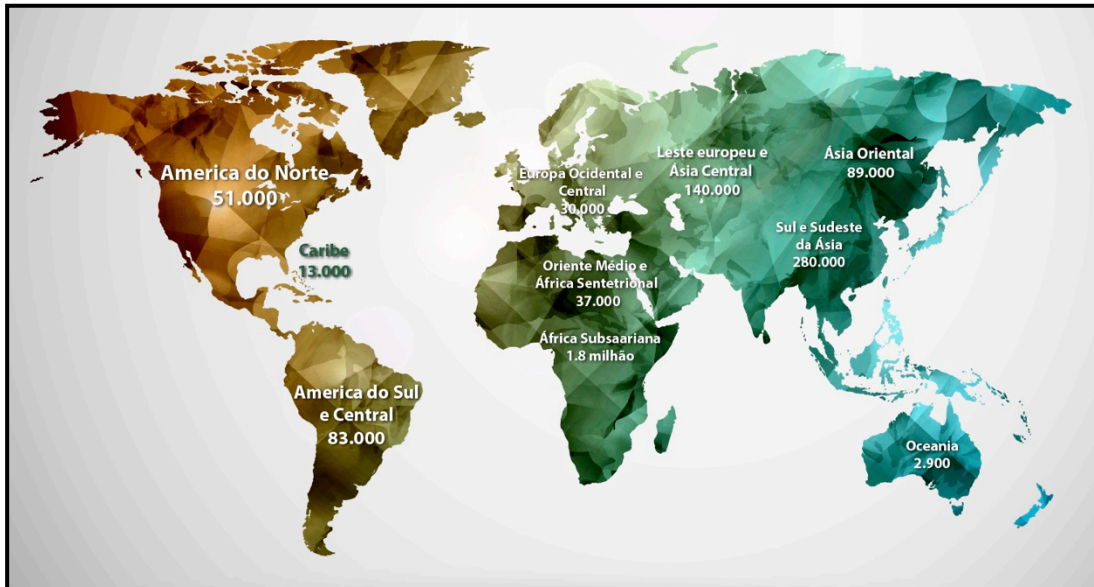 America do Norte
51.000
Caribe
13.000
America do Sul
e Central
83.000
Europa Ocidental e
Central
30.000
Oriente Médio e
África Sentetrional
37.000
África Subsaariana
1.8 milhão
Leste europeu e
Ásia Central
140.000
Ásia Oriental
89.000
Sul e Sudeste
da Ásia
280.000
Oceania
2.900